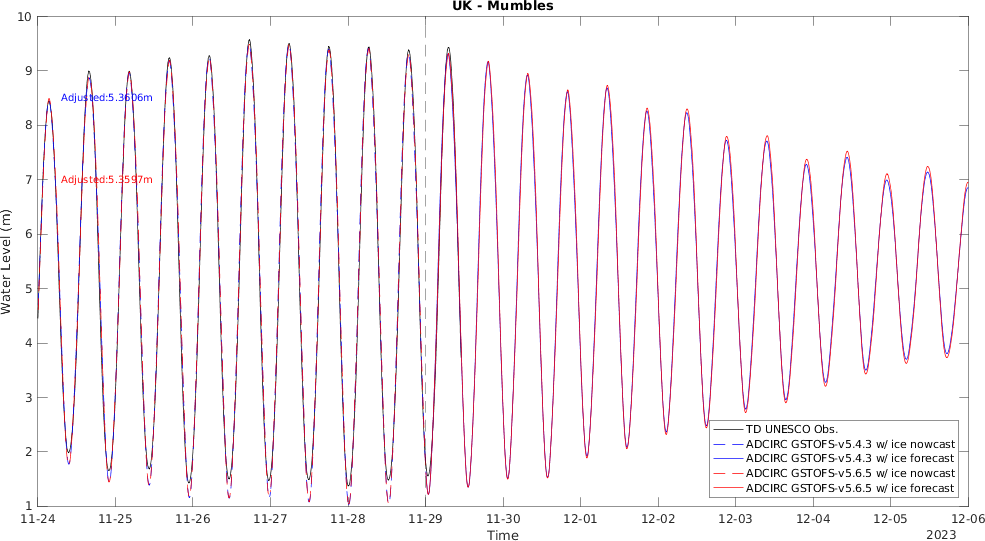 UK - Mumbles
10
9
8
7
6
5
4
3
2
1
Water Level (m)
Adjusted:5.3606m
Adjusted:5.3597m
TD UNESCO Obs.
ADCIRC GSTOFS-v5.4.3 w/ ice nowcast
ADCIRC GSTOFS-v5.4.3 w/ ice forecast
ADCIRC GSTOFS-v5.6.5 w/ ice nowcast
ADCIRC GSTOFS-v5.6.5 w/ ice forecast
11-24 11-25 11-26 11-27 11-28 11-29 11-30 12-01 12-02 12-03 12-04 12-05 12-06
Time
2023